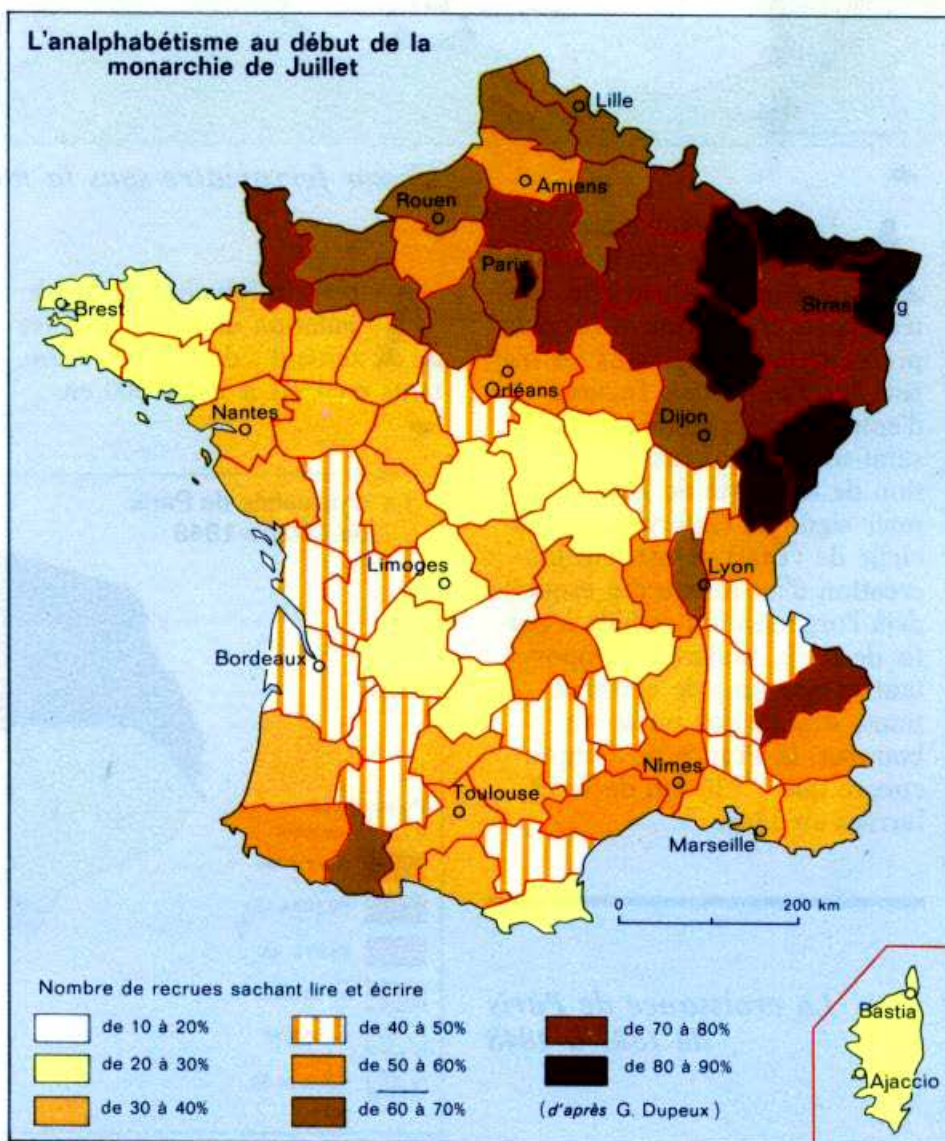 L'analphabétisme au début de la
monarchie de Juillet
Lille
Amiens
Rouen
Paris
Strasbourg
Brest
Orléans
Nantes
Dijon
Limoges
Lyon
Bordeaux
Nîmes
Toulouse
Marseille
0 200 km
Nombre de recrues sachant lire et écrire
de 10 à 20%
de 20 à 30%
de 30 à 40%
de 40 à 50%
de 50 à 60%
de 60 à 70%
de 70 à 80%
de 80 à 90%
(d'après G. Dupeux)
Bastia
Ajaccio